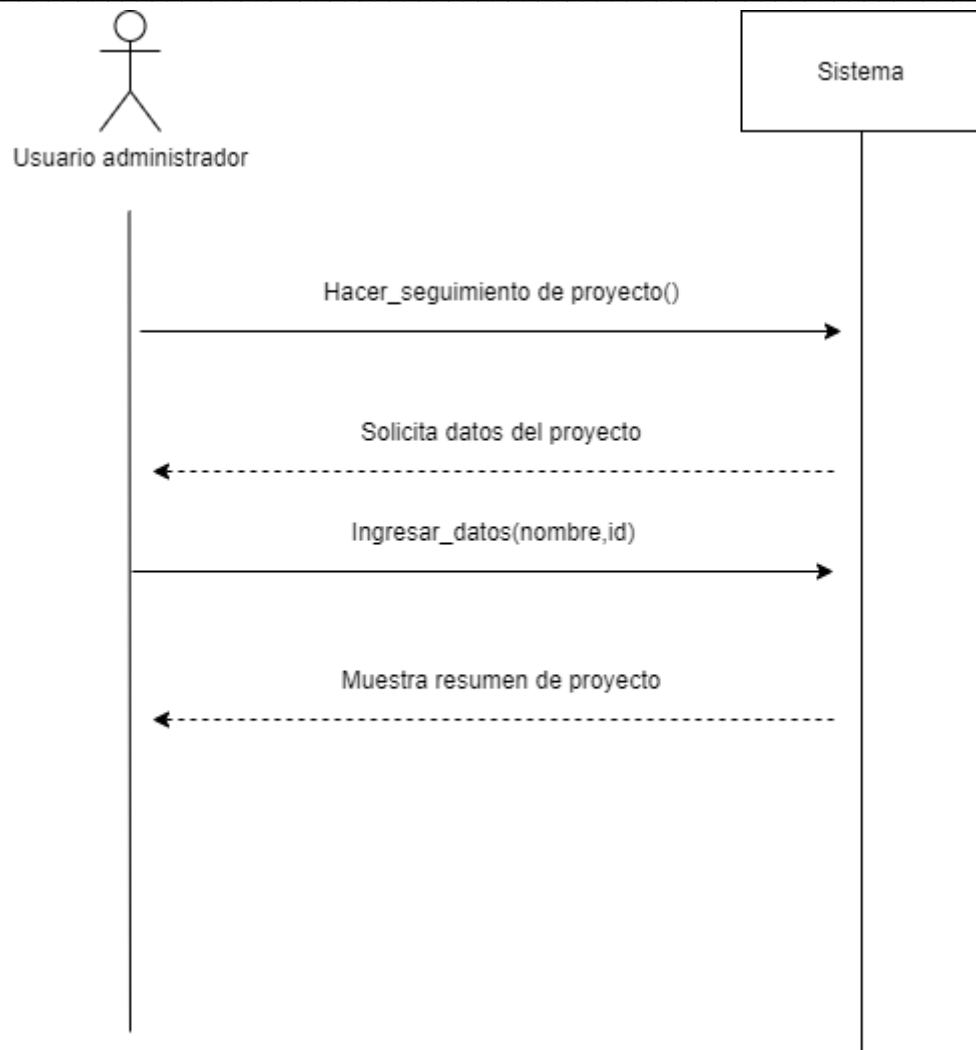 Sistema
Usuario administrador
Hacer_seguimiento de proyecto()
Solicita datos del proyecto
Ingresar_datos(nombre,id)
Muestra resumen de proyecto